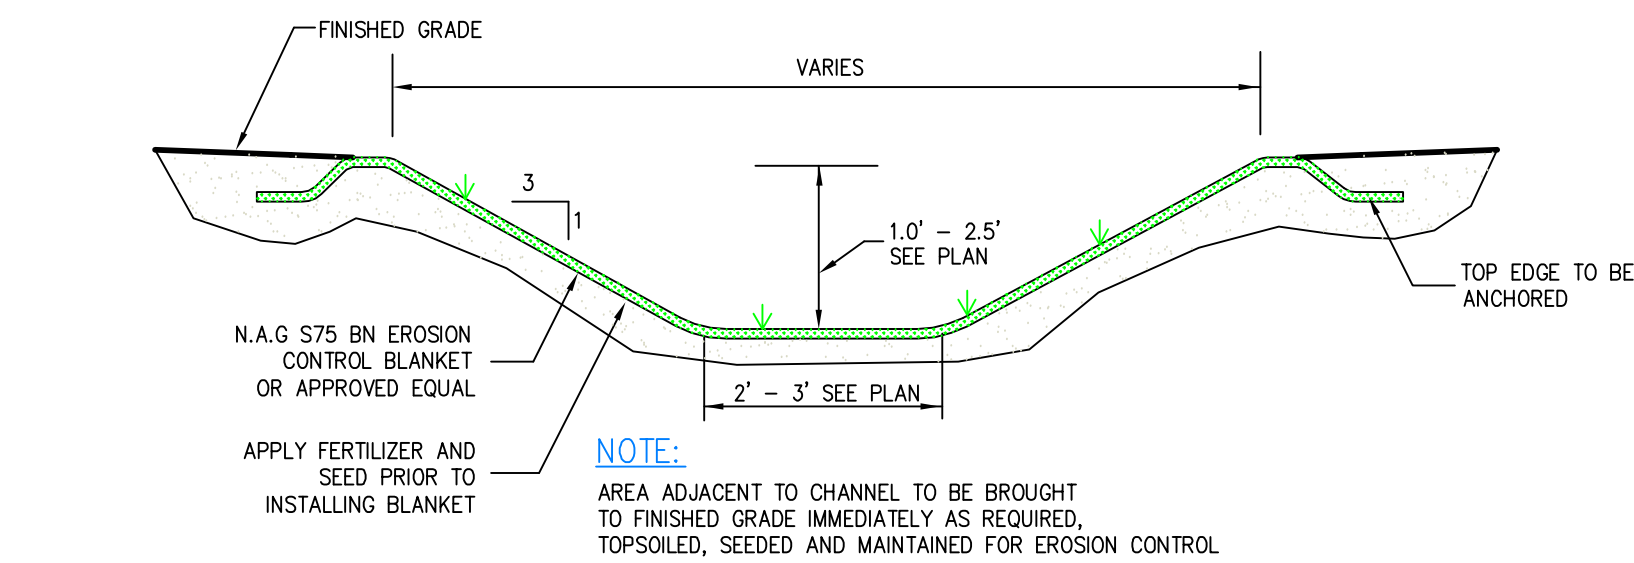 FINISHED GRADE
VARIES
3
1
1.0' - 2.5'
SEE PLAN
TOP EDGE TO BE
ANCHORED
N.A.G S75 BN EROSION
CONTROL BLANKET
OR APPROVED EQUAL
2' - 3' SEE PLAN
APPLY FERTILIZER AND
SEED PRIOR TO
INSTALLING BLANKET
NOTE:
AREA ADJACENT TO CHANNEL TO BE BROUGHT
TO FINISHED GRADE IMMEDIATELY AS REQUIRED,
TOPSOILED, SEEDED AND MAINTAINED FOR EROSION CONTROL